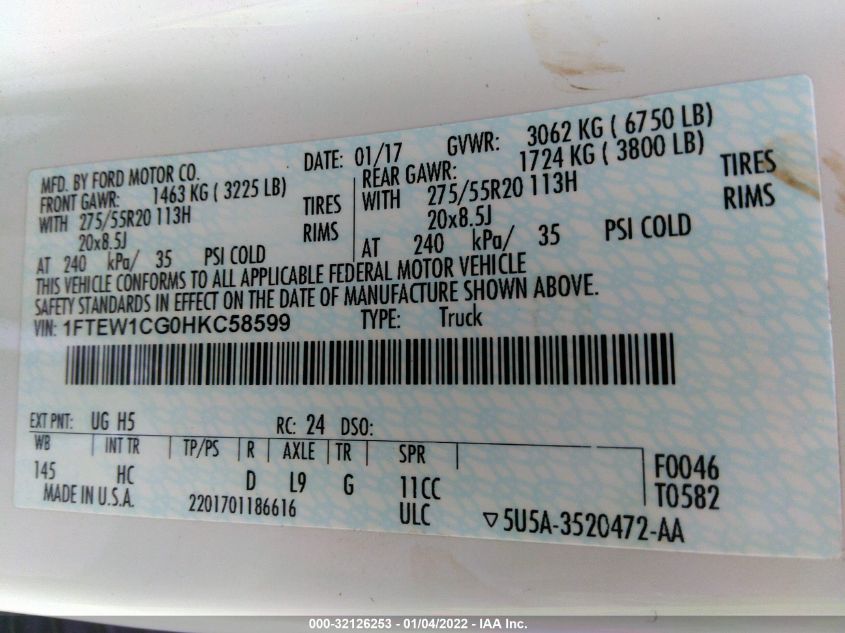 MFD. BY FORD MOTOR CO.
DATE: 01/17 GVWR: 3062 KG ( 6750 LB)
FRONT GAWR: 1463 KG ( 3225 LB)
WITH 275/55R20 113H TIRES
20x8.5J RIMS
AT 240 kPa/ 35 PSI COLD
REAR GAWR: 1724 KG ( 3800 LB)
WITH 275/55R20 113H TIRES
20x8.5J RIMS
AT 240 kPa/ 35 PSI COLD
THIS VEHICLE CONFORMS TO ALL APPLICABLE FEDERAL MOTOR VEHICLE
SAFETY STANDARDS IN EFFECT ON THE DATE OF MANUFACTURE SHOWN ABOVE.
VIN: 1FTEW1CG0HKC58599 TYPE: Truck
EXT PNT: UG H5 RC: 24 DSO:
WB INT TR TP/PS R AXLE TR SPR
145 HC D L9 G 11CC
F0046
T0582
MADE IN U.S.A. 2201701186616 ULC ▽5U5A-3520472-AA
000-32126253 - 01/04/2022 - IAA Inc.